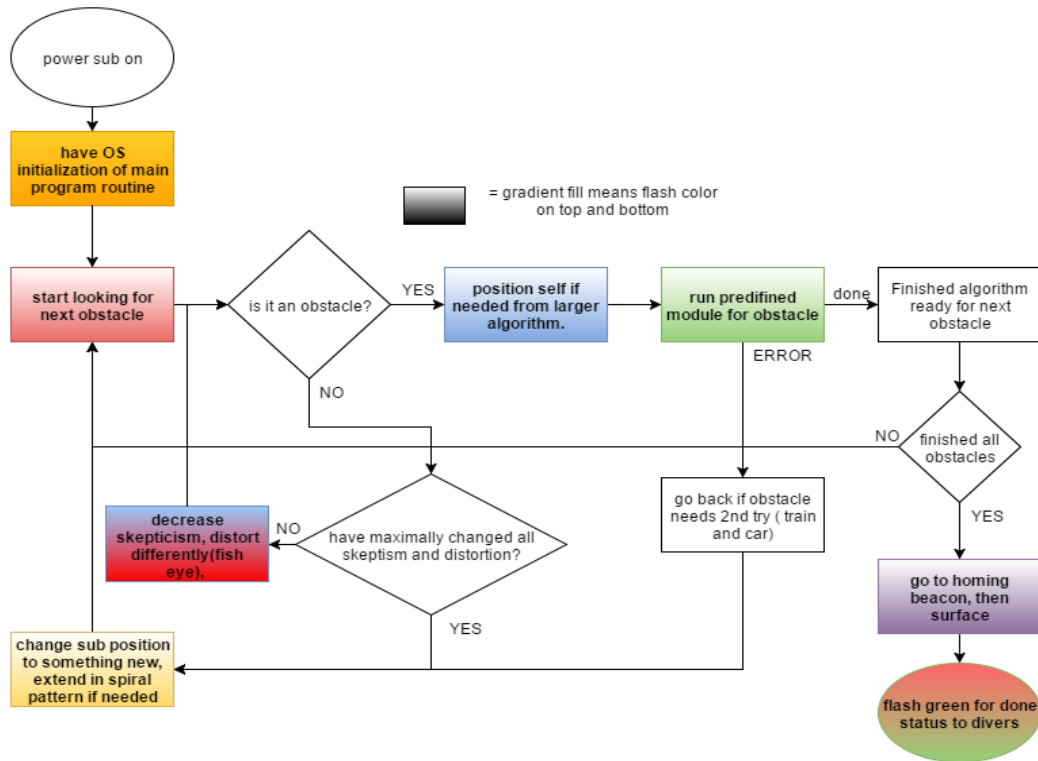 power sub on
have OS
initialization of main
program routine
= gradient fill means flash color
on top and bottom
start looking for
next obstacle
is it an obstacle?
YES
position self if
needed from larger
algorithm.
run predifined
module for obstacle
done
Finished algorithm
ready for next
obstacle
ERROR
NO
NO
finished all
obstacles
YES
go back if obstacle
needs 2nd try ( train
and car)
decrease
skepticism, distort
differently(fish
eye),
NO
have maximally changed all
skeptism and distortion?
YES
go to homing
beacon, then
surface
change sub position
to something new,
extend in spiral
pattern if needed
flash green for done
status to divers